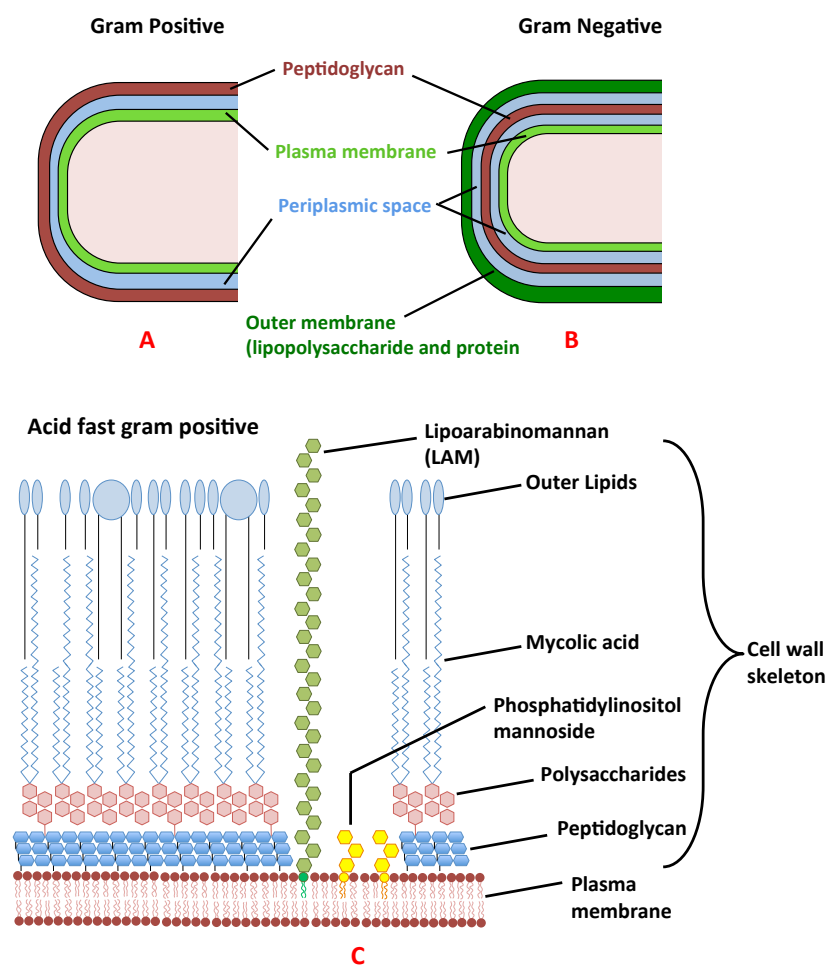 Gram Positive
Gram Negative
Peptidoglycan
Plasma membrane
Periplasmic space
Outer membrane
(lipopolysaccharide and protein
A
B
Acid fast gram positive
Lipoarabinomannan
(LAM)
Outer Lipids
Mycolic acid
Cell wall
skeleton
Phosphatidylinositol
mannoside
Polysaccharides
Peptidoglycan
Plasma
membrane
C